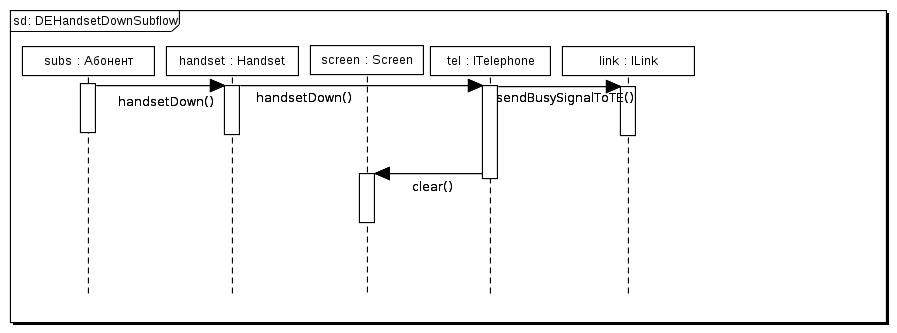 sd: DEHandsetDownSubflow
subs : Абонент
handset : Handset
screen : Screen
tel : ITelephone
link : ILink
handsetDown()
handsetDown()
sendBusySignalToTE()
clear()